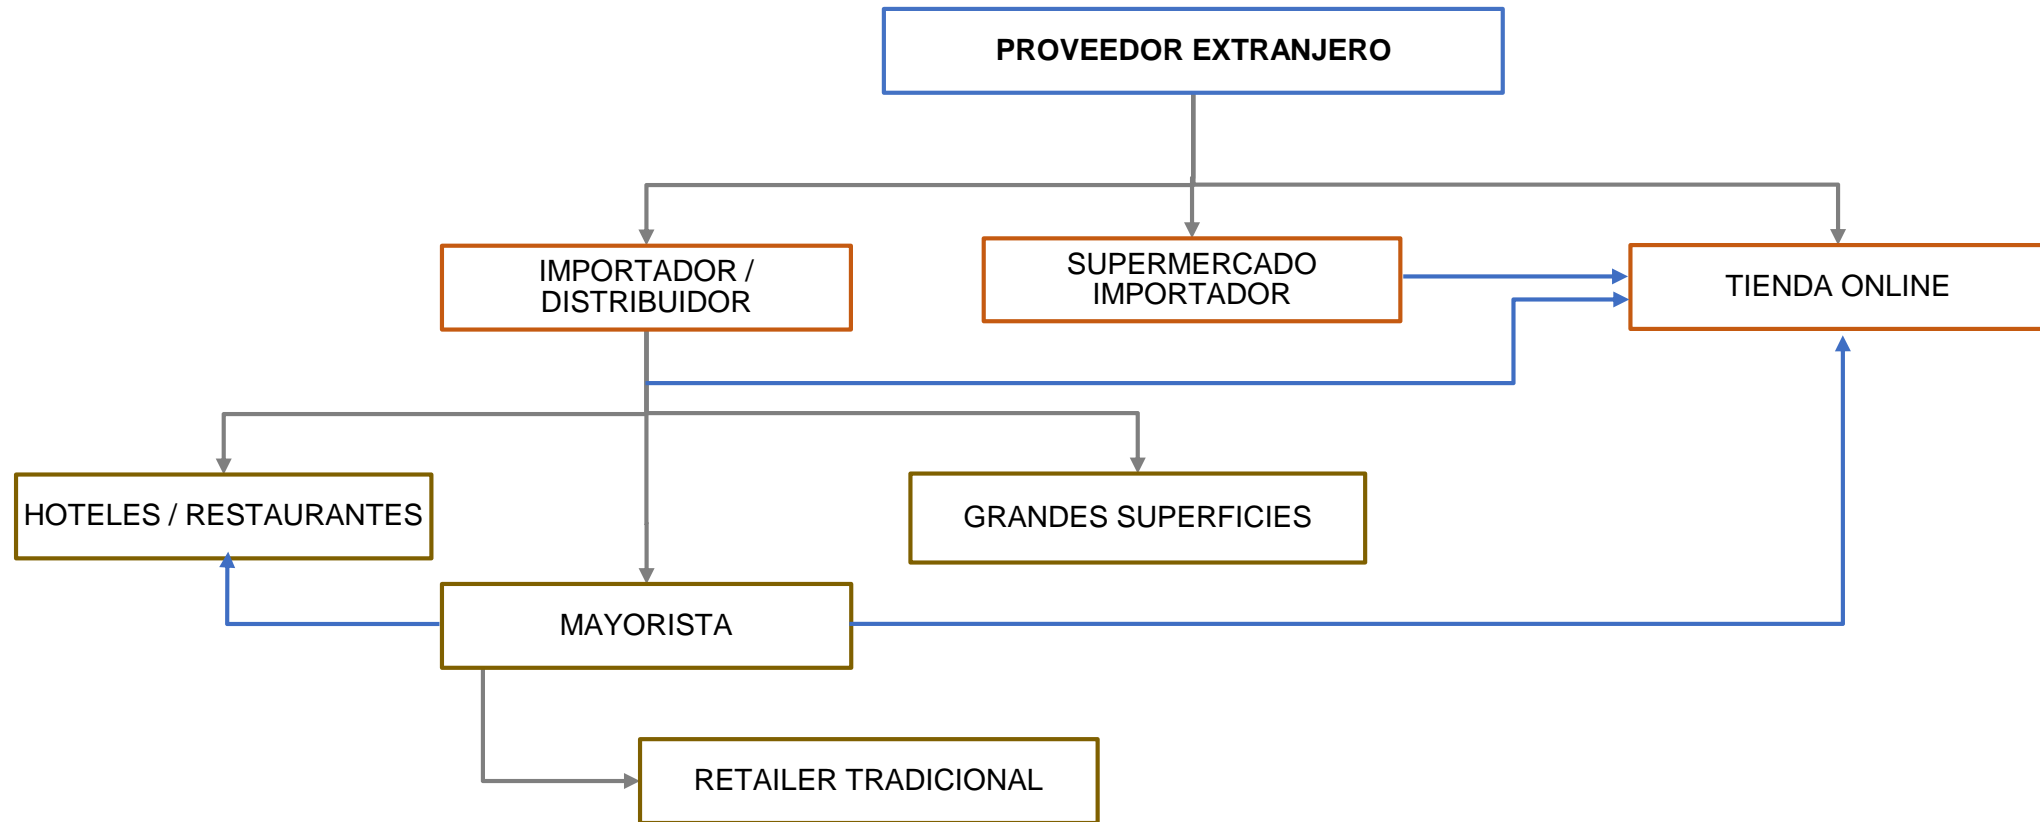 PROVEEDOR EXTRANJERO
IMPORTADOR /
DISTRIBUIDOR
SUPERMERCADO
IMPORTADOR
TIENDA ONLINE
HOTELES / RESTAURANTES
GRANDES SUPERFICIES
MAYORISTA
RETAILER TRADICIONAL